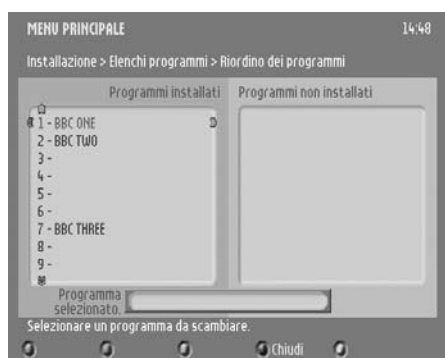 MENU PRINCIPALE 14:48
Installazione > Elenchi programmi > Riordino dei programmi
Programmi installati Programmi non installati
1 - BBC ONE
2 - BBC TWO
3 -
4 -
5 -
6 -
7 - BBC THREE
8 -
9 -
Programma
selezionato.
Selezionare un programma da scambiare.
Chiudi